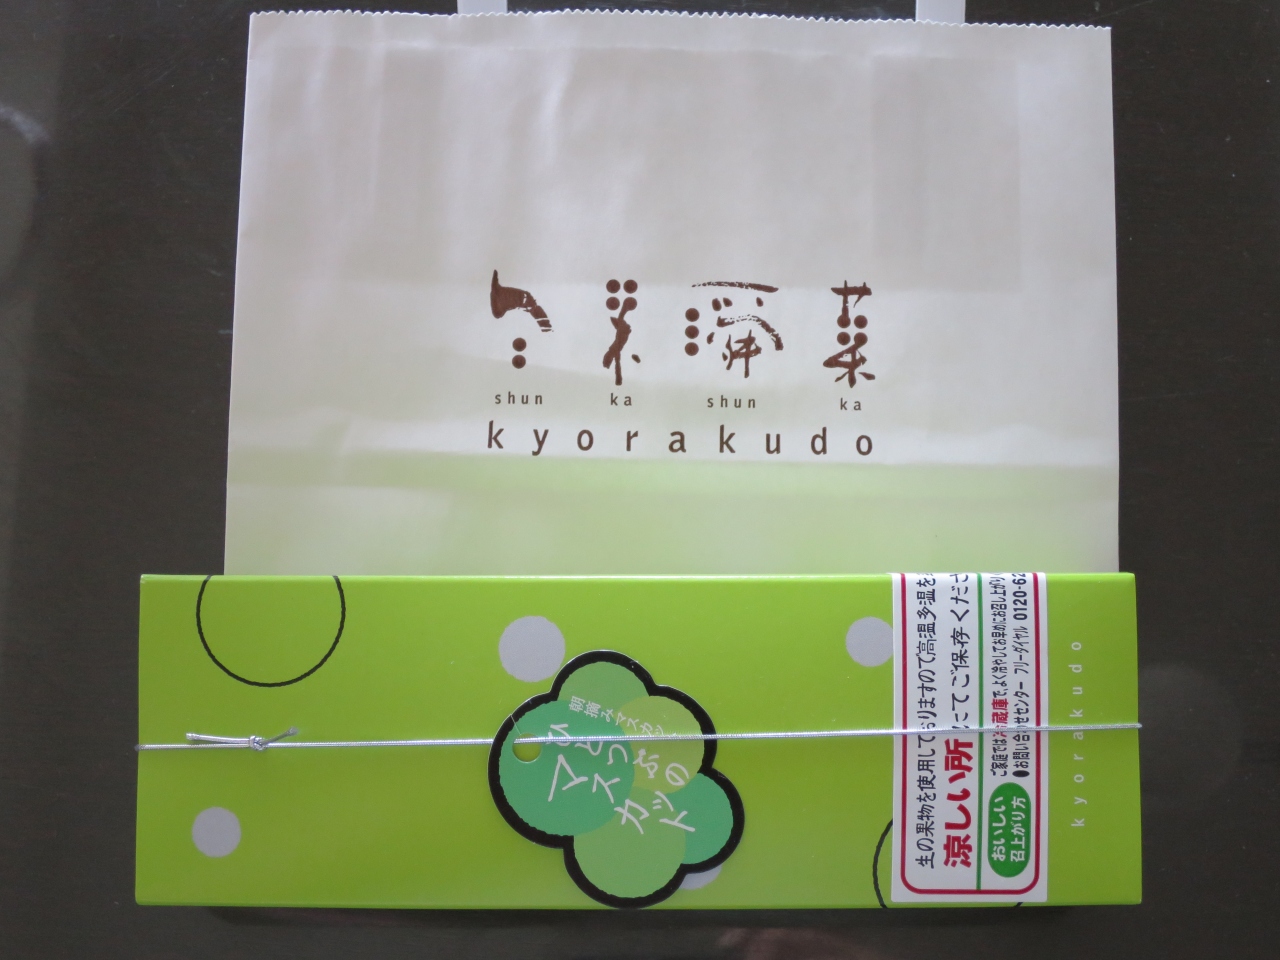 shun ka shun ka
kyorakudo
朝摘みマスカット
ひとつぶの
マスカット
生の果物を使用しておりますので高温多湿を
涼しい所にてご保存くださ
おいしい
召上がり方
ご家庭では冷蔵庫で、よく冷やしてお早めにお召し上がり
●お問い合わせセンター フリーダイヤル 0120-62
kyorakudo